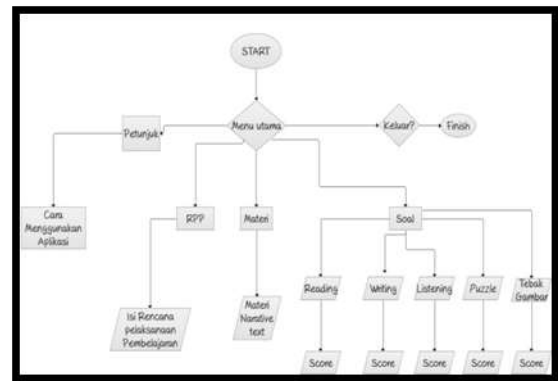 START
Petunjuk
Menu utama
Keluar?
Finish
Cara
Menggunakan
Aplikasi
RPP
Materi
Soal
Reading
Writing
Listening
Puzzle
Tebak
Gambar
Isi Rencana
pelaksanaan
Pembelajaran
Materi
Narative
text
Score
Score
Score
Score
Score